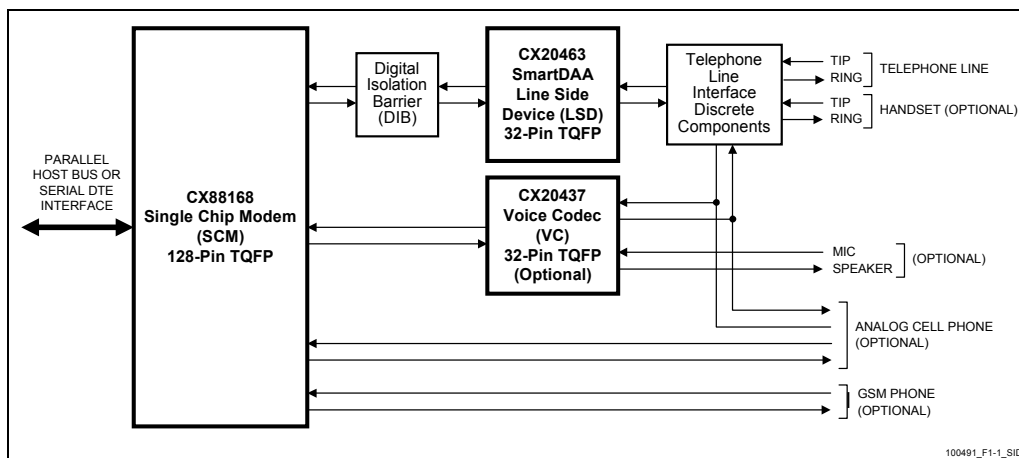 PARALLEL
HOST BUS OR
SERIAL DTE
INTERFACE
CX88168
Single Chip Modem
(SCM)
128-Pin TQFP
Digital
Isolation
Barrier
(DIB)
CX20463
SmartDAA
Line Side
Device (LSD)
32-Pin TQFP
Telephone
Line
Interface
Discrete
Components
TIP
RING
TELEPHONE LINE
TIP
RING
HANDSET (OPTIONAL)
CX20437
Voice Codec
(VC)
32-Pin TQFP
(Optional)
MIC
SPEAKER
(OPTIONAL)
ANALOG CELL PHONE
(OPTIONAL)
GSM PHONE
(OPTIONAL)
100491_F1-1_SID